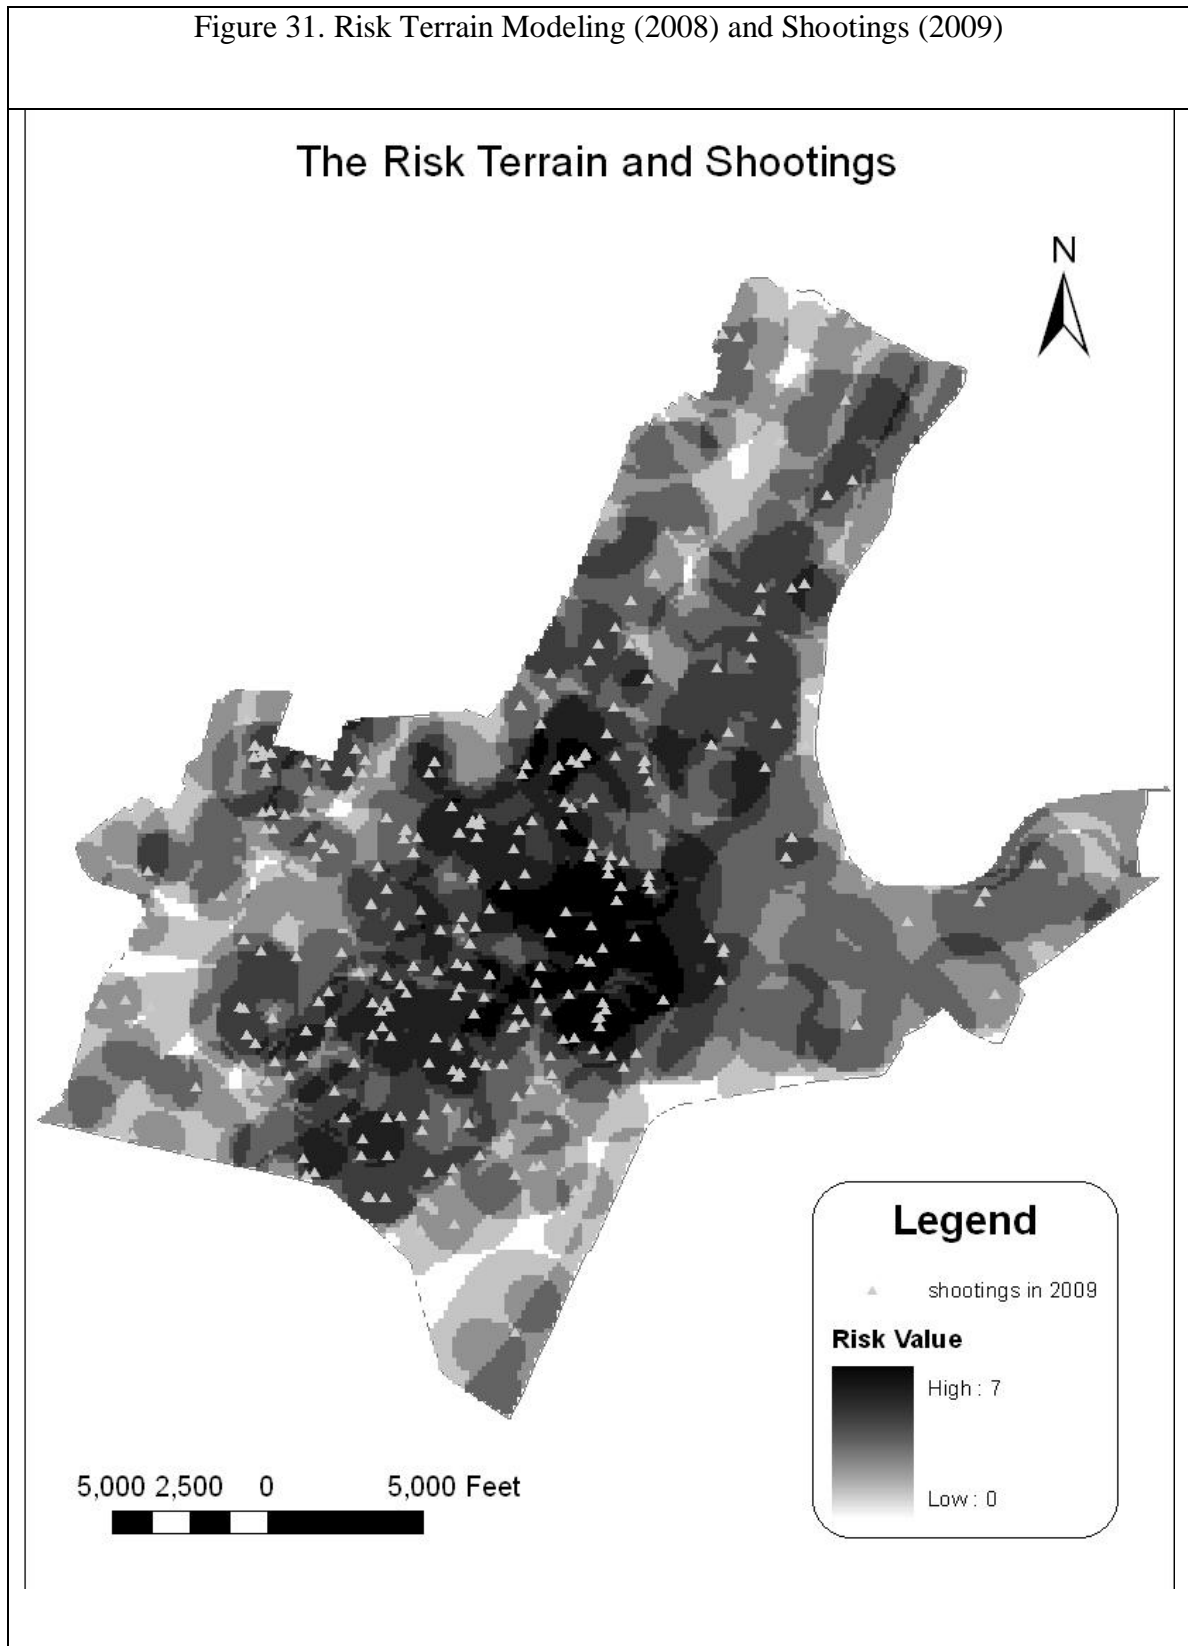 Figure 31. Risk Terrain Modeling (2008) and Shootings (2009)
The Risk Terrain and Shootings
N
Legend
shootings in 2009
Risk Value
High : 7
Low : 0
5,000 2,500 0 5,000 Feet